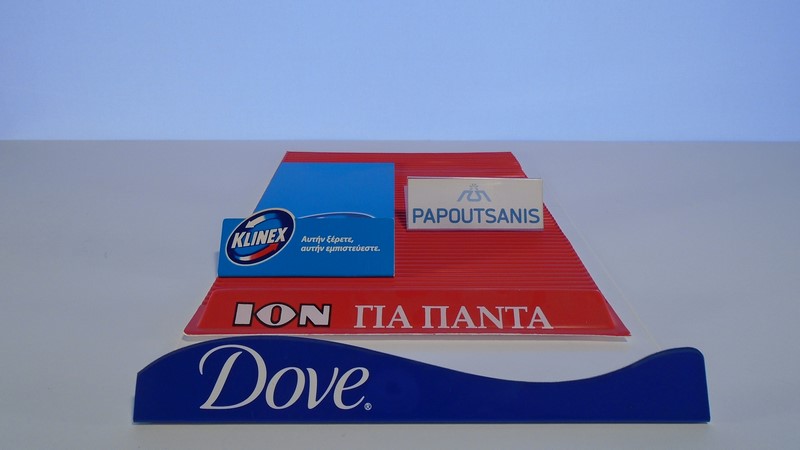 PAPOUTSANIS
KLINEX
Αυτήν ξέρετε,
αυτήν εμπιστεύεστε.
ΙΟΝ ΓΙΑ ΠΑΝΤΑ
Dove®